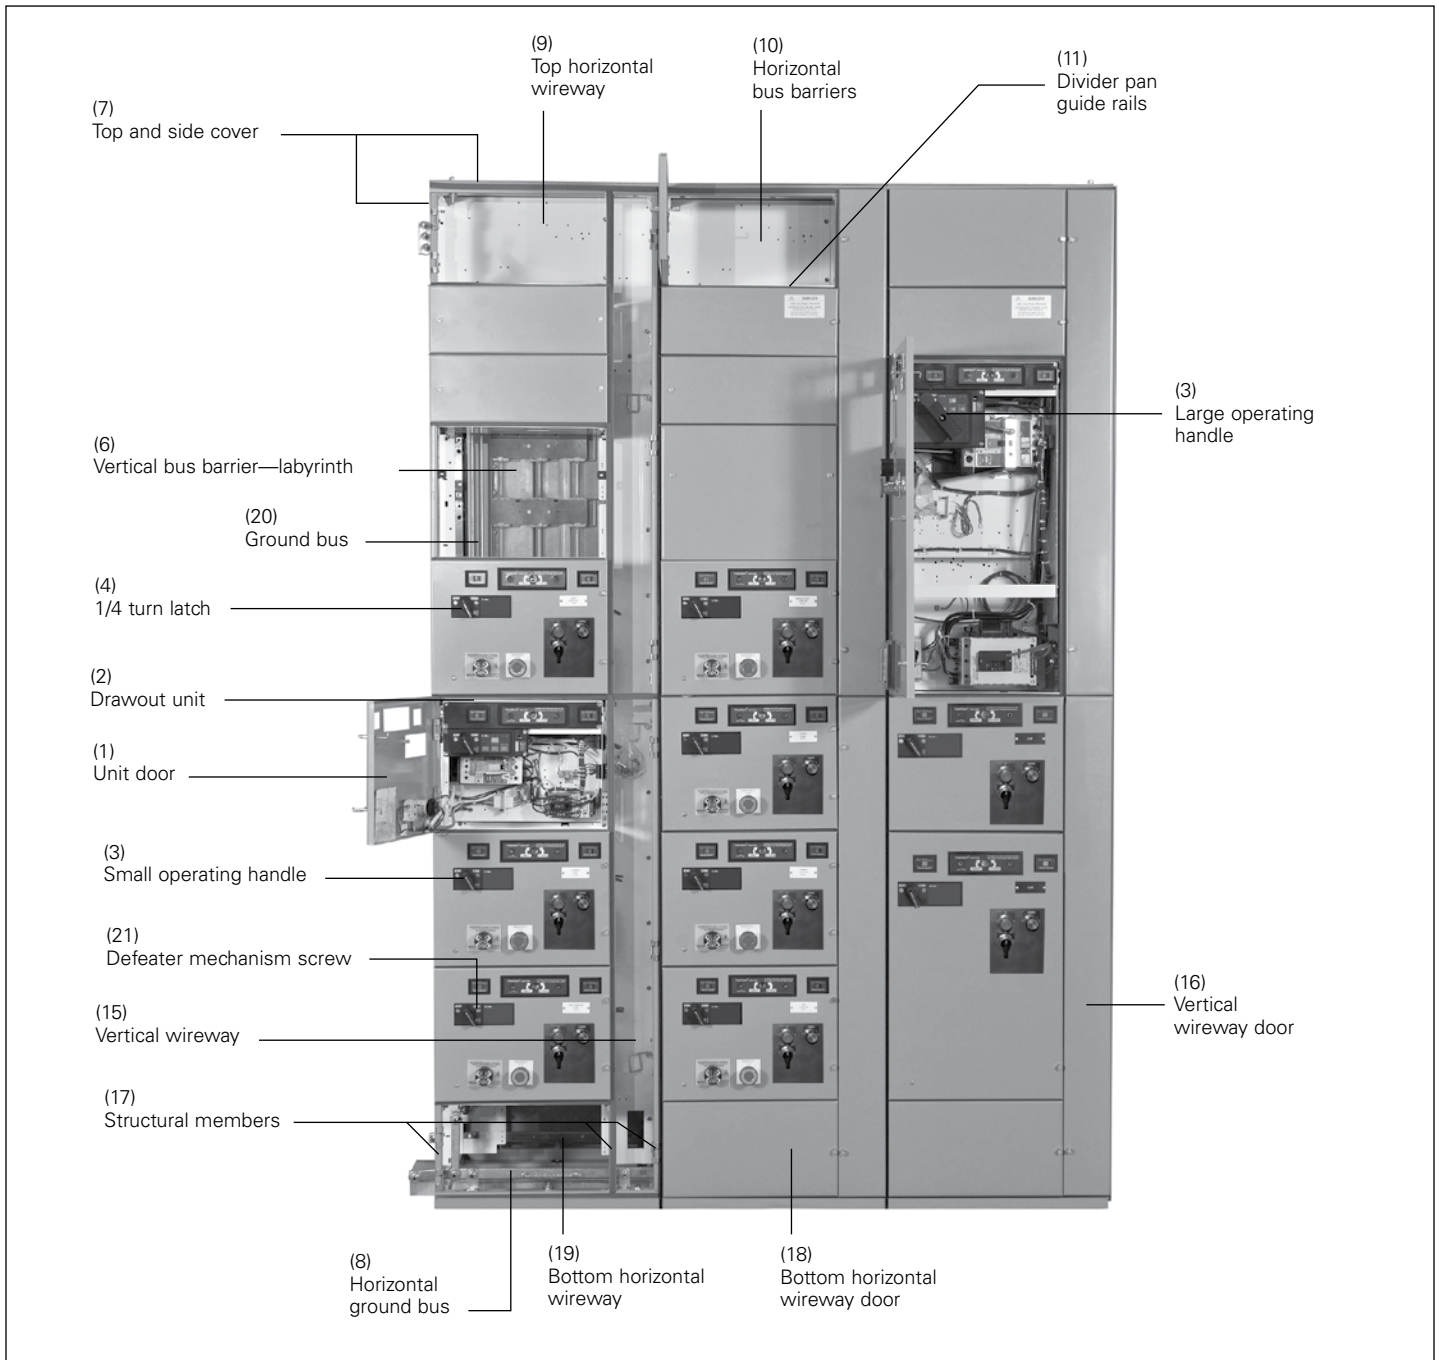 (9)
Top horizontal
wireway
(10)
Horizontal
bus barriers
(11)
Divider pan
guide rails
(7)
Top and side cover
(3)
Large operating
handle
(6)
Vertical bus barrier—labyrinth
(20)
Ground bus
(4)
1/4 turn latch
(2)
Drawout unit
(1)
Unit door
(3)
Small operating handle
(21)
Defeater mechanism screw
(15)
Vertical wireway
(16)
Vertical
wireway door
(17)
Structural members
(8)
Horizontal
ground bus
(19)
Bottom horizontal
wireway
(18)
Bottom horizontal
wireway door